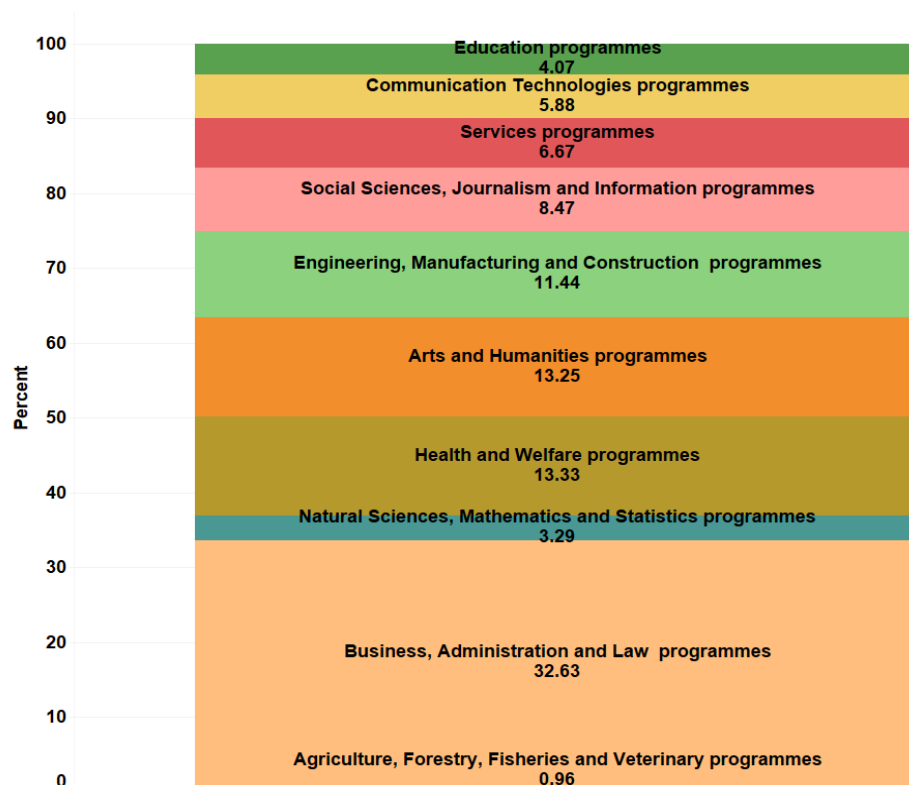 100
Education programmes
4.07
Communication Technologies programmes
5.88
90
Services programmes
6.67
80
Social Sciences, Journalism and Information programmes
8.47
70
Engineering, Manufacturing and Construction  programmes
11.44
60
Arts and Humanities programmes
13.25
Percent
50
Health and Welfare programmes
13.33
40
Natural Sciences, Mathematics and Statistics programmes
3.29
30
20
Business, Administration and Law  programmes
32.63
10
Agriculture, Forestry, Fisheries and Veterinary programmes
0.96
0